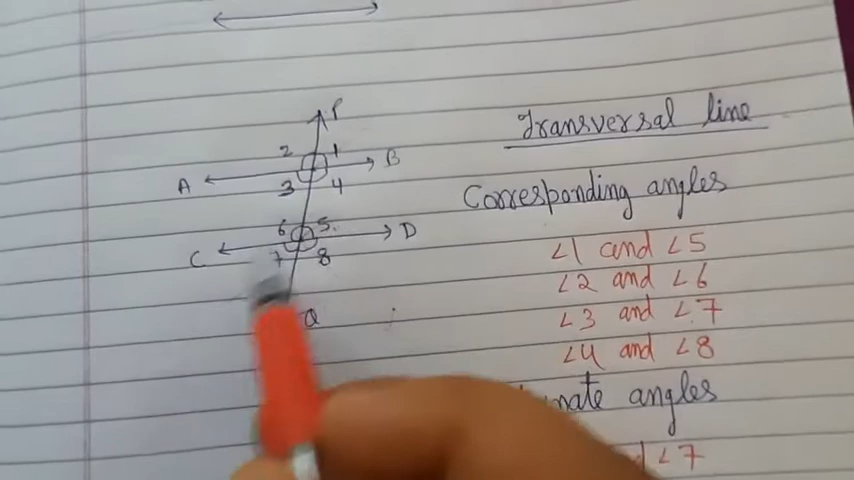 P
2 1
A B
3 4
6 5.
C D
7 8
Q
Transversal line
Corresponding angles
∠1 and ∠5
∠2 and ∠6
∠3 and ∠7
∠4 and ∠8
angles
∠7